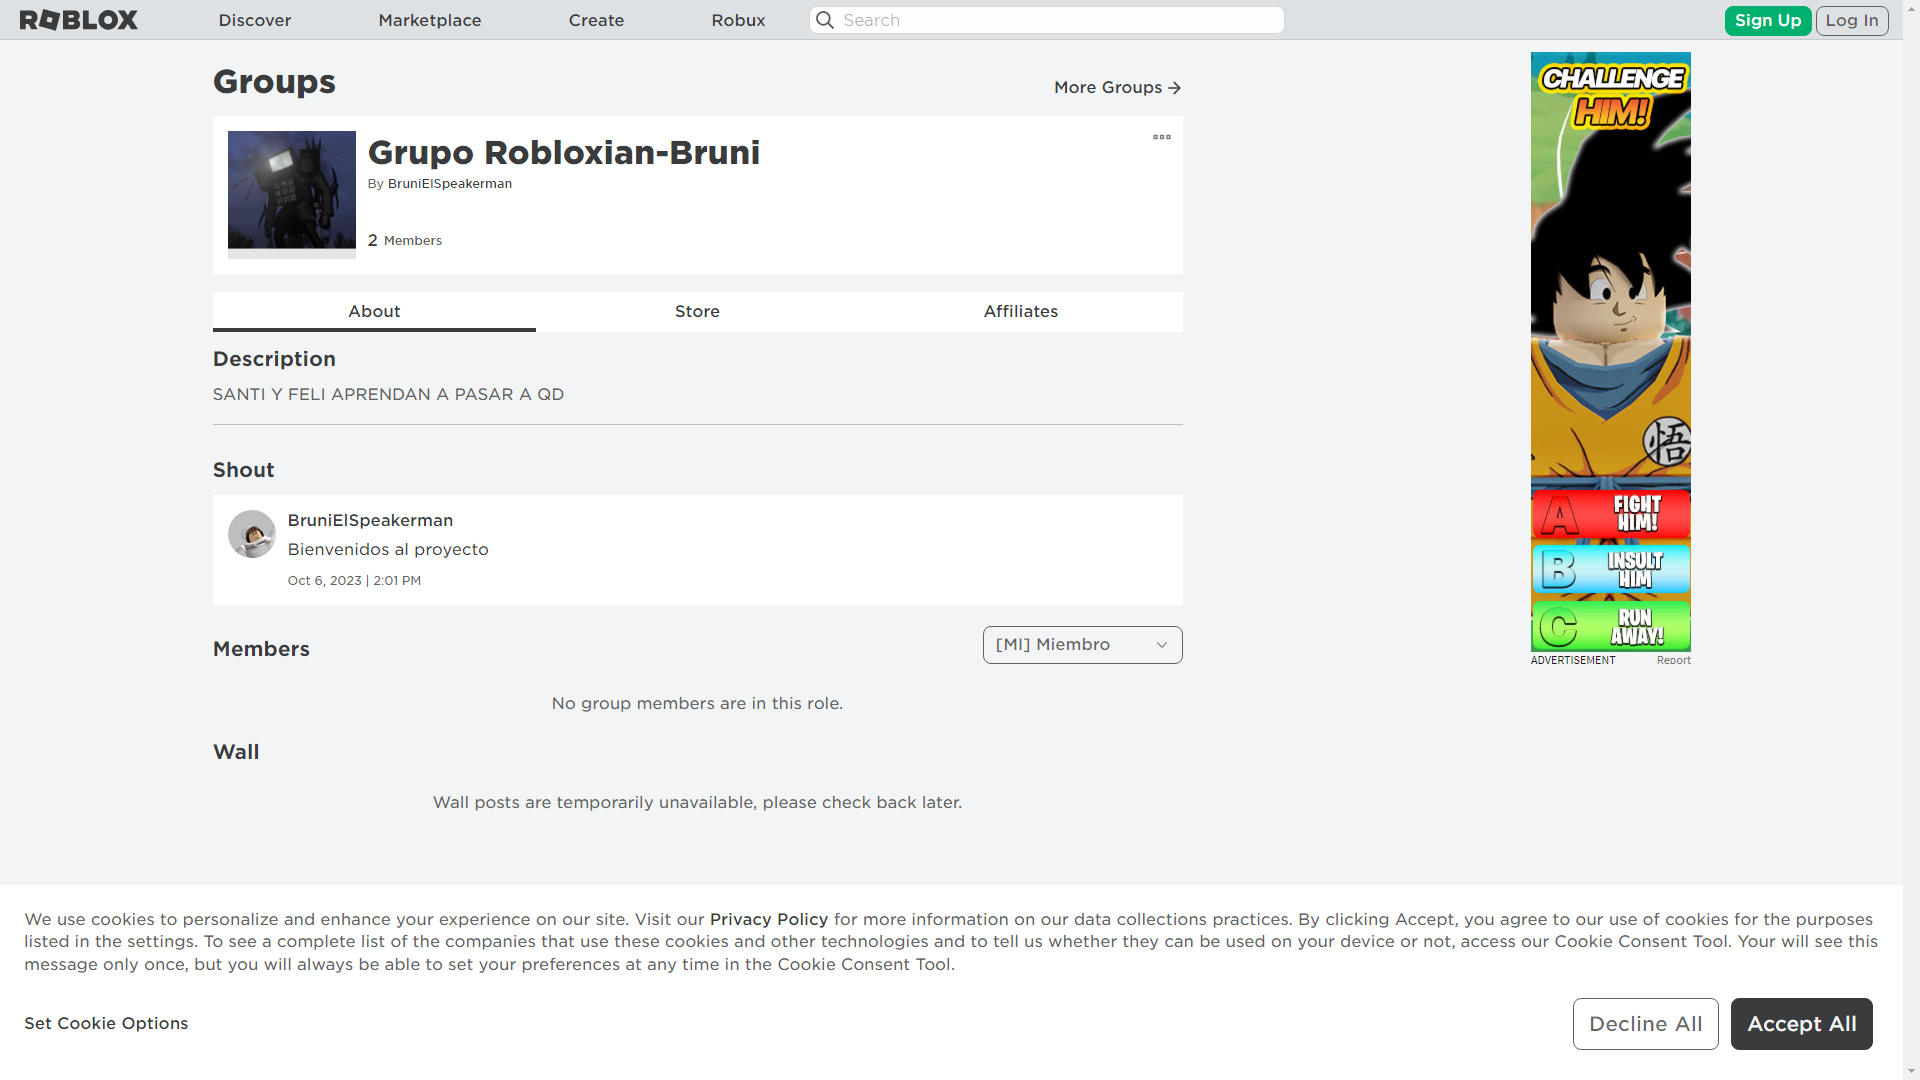 ROBLOX
Discover
Marketplace
Create
Robux
Search
Sign Up
Log In
Groups
More Groups
Grupo Robloxian-Bruni
By BruniElSpeakerman
2 Members
About
Store
Affiliates
Description
SANTI Y FELI APRENDAN A PASAR A QD
Shout
BruniElSpeakerman
Bienvenidos al proyecto
Oct 6, 2023 | 2:01 PM
Members
[MI] Miembro
No group members are in this role.
Wall
Wall posts are temporarily unavailable, please check back later.
CHALLENGE
HIM!
悟
A
FIGHT
HIM!
B
INSULT
HIM
C
RUN
AWAY!
ADVERTISEMENT
Report
We use cookies to personalize and enhance your experience on our site. Visit our Privacy Policy for more information on our data collections practices. By clicking Accept, you agree to our use of cookies for the purposes
listed in the settings. To see a complete list of the companies that use these cookies and other technologies and to tell us whether they can be used on your device or not, access our Cookie Consent Tool. Your will see this
message only once, but you will always be able to set your preferences at any time in the Cookie Consent Tool.
Set Cookie Options
Decline All
Accept All